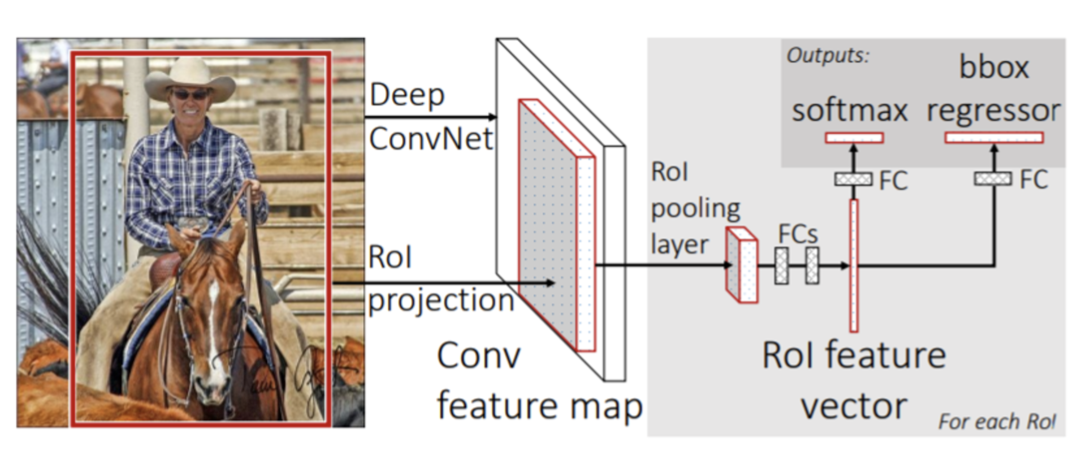 Deep
ConvNet
RoI
projection
Conv
feature map
RoI
pooling
layer
FCs
RoI feature
vector
For each RoI
Outputs:
softmax
bbox
regressor
FC
FC